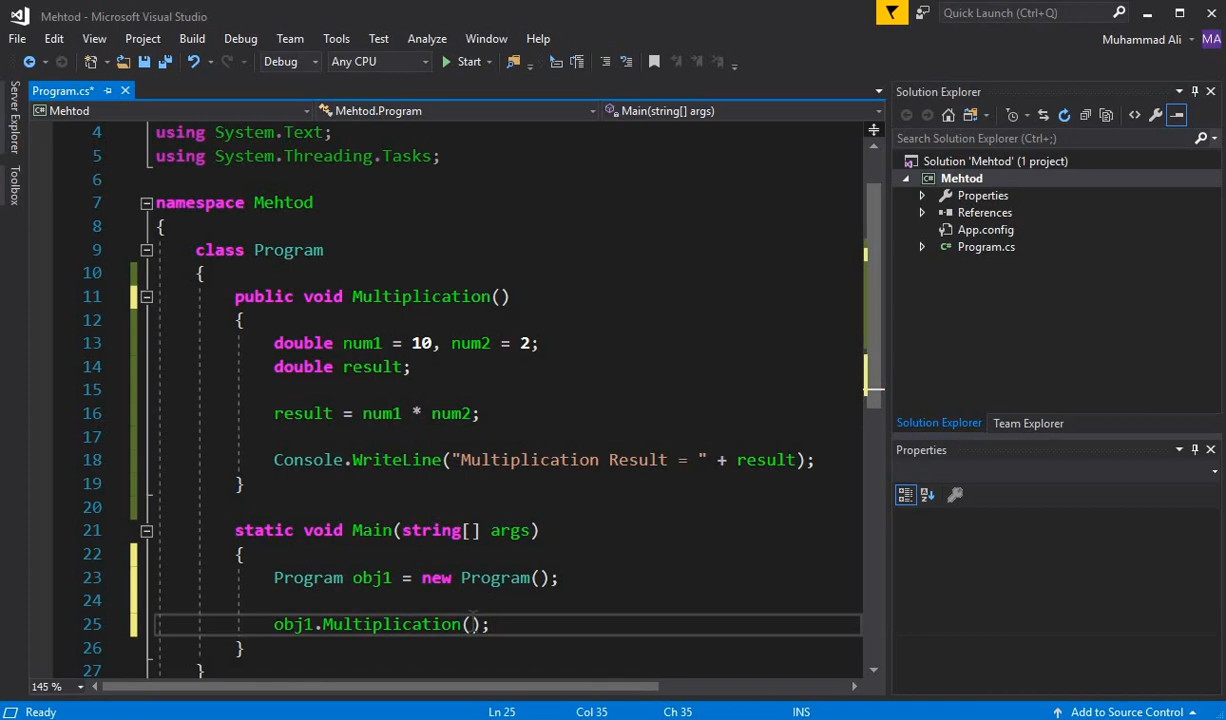 Mehtod - Microsoft Visual Studio
Quick Launch (Ctrl+Q)
File Edit View Project Build Debug Team Tools Test Analyze Window Help
Muhammad Ali MA
Debug Any CPU Start
Server Explorer
Toolbox
Program.cs*
Mehtod Mehtod.Program Main(string[] args)
4 using System.Text;
5 using System.Threading.Tasks;
6
7 namespace Mehtod
8 {
9 class Program
10 {
11 public void Multiplication()
12 {
13 double num1 = 10, num2 = 2;
14 double result;
15
16 result = num1 * num2;
17
18 Console.WriteLine("Multiplication Result = " + result);
19 }
20
21 static void Main(string[] args)
22 {
23 Program obj1 = new Program();
24
25 obj1.Multiplication();
26 }
27 }
145 %
Solution Explorer
Search Solution Explorer (Ctrl+;)
Solution 'Mehtod' (1 project)
C# Mehtod
Properties
References
App.config
C# Program.cs
Solution Explorer Team Explorer
Properties
Ready Ln 25 Col 35 Ch 35 INS Add to Source Control